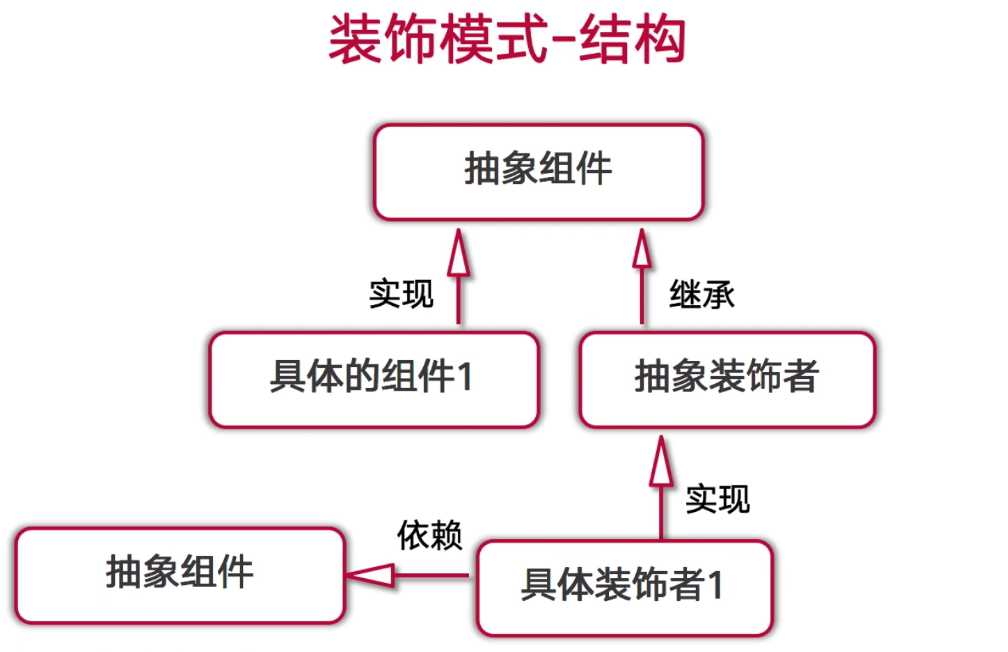 装饰模式-结构
抽象组件
实现
继承
具体的组件1
抽象装饰者
实现
依赖
抽象组件
具体装饰者1